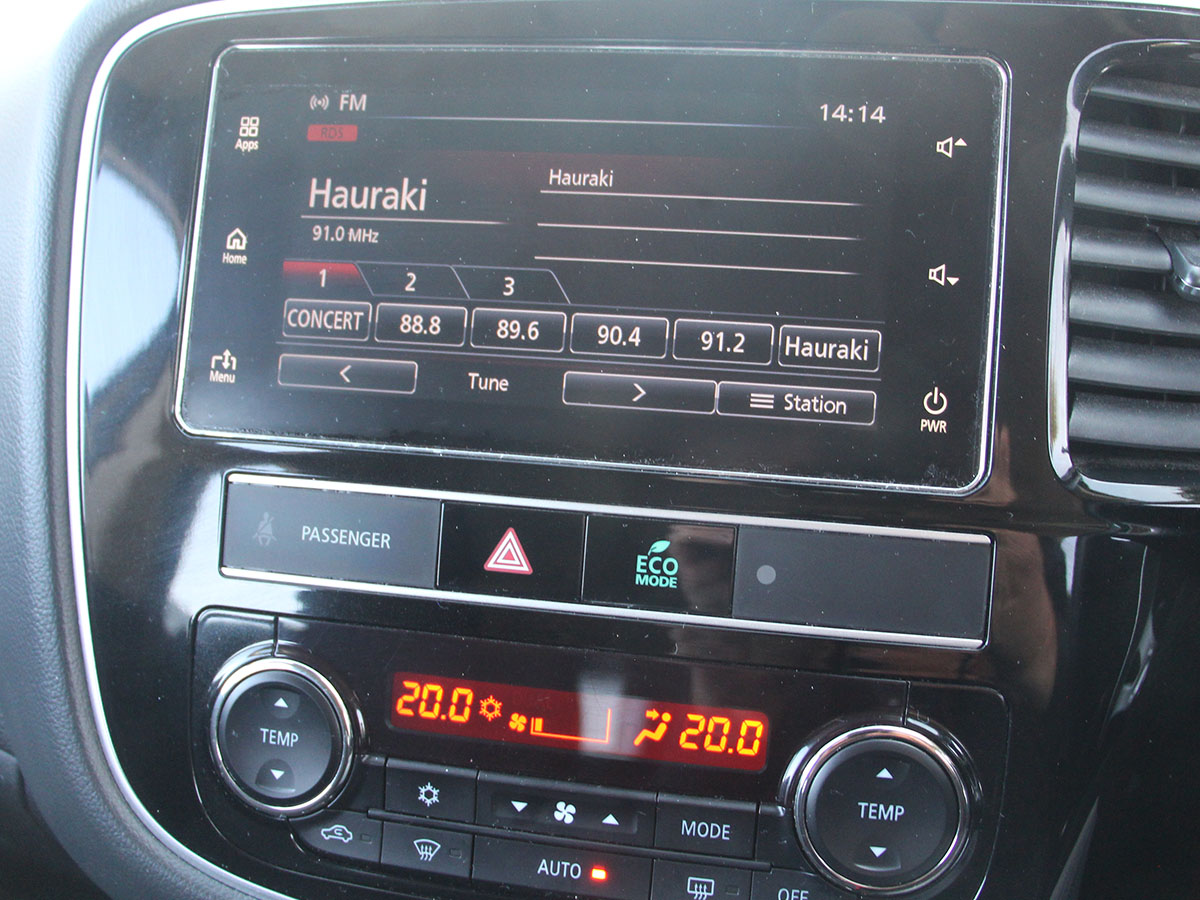 FM
14:14
RDS
Apps
Hauraki
Hauraki
91.0 MHz
Home
1 2 3
CONCERT 88.8 89.6 90.4 91.2 Hauraki
Menu
< Tune > Station
PWR
PASSENGER
ECO
MODE
20.0 20.0
TEMP
TEMP
MODE
AUTO
OFF